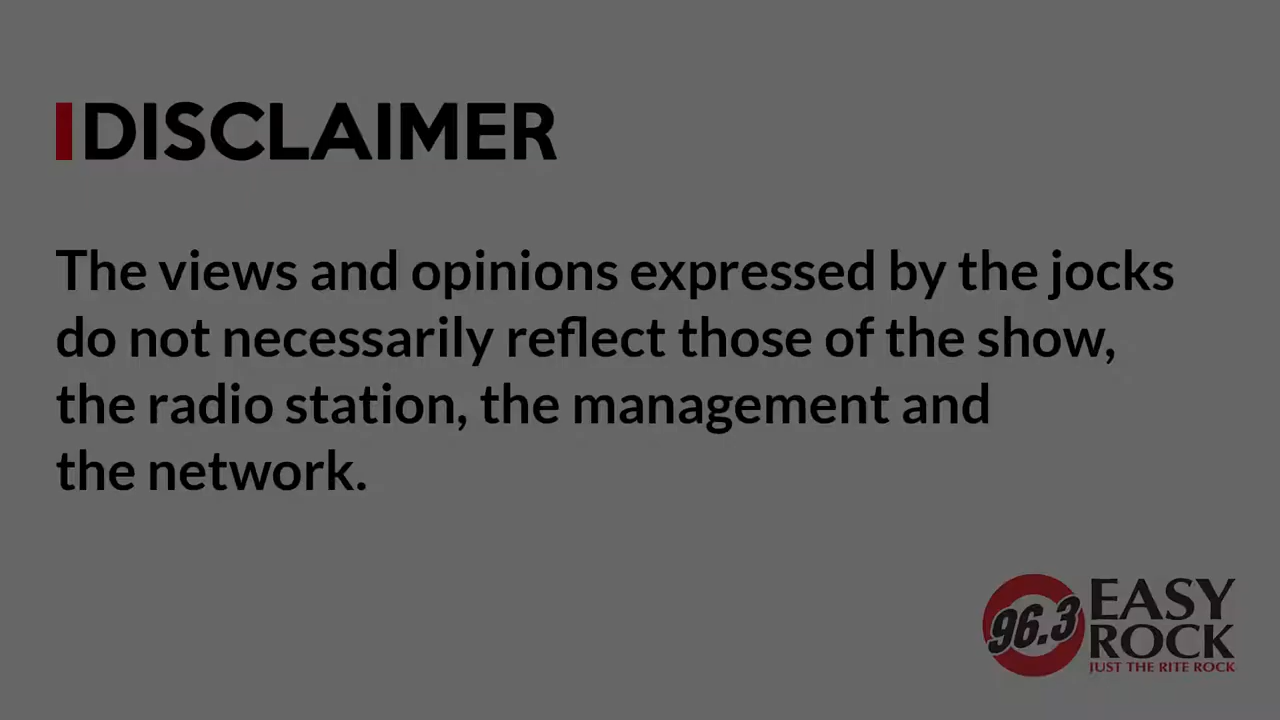 DISCLAIMER
The views and opinions expressed by the jocks
do not necessarily reflect those of the show,
the radio station, the management and
the network.
96.3 EASY
ROCK
JUST THE RITE ROCK